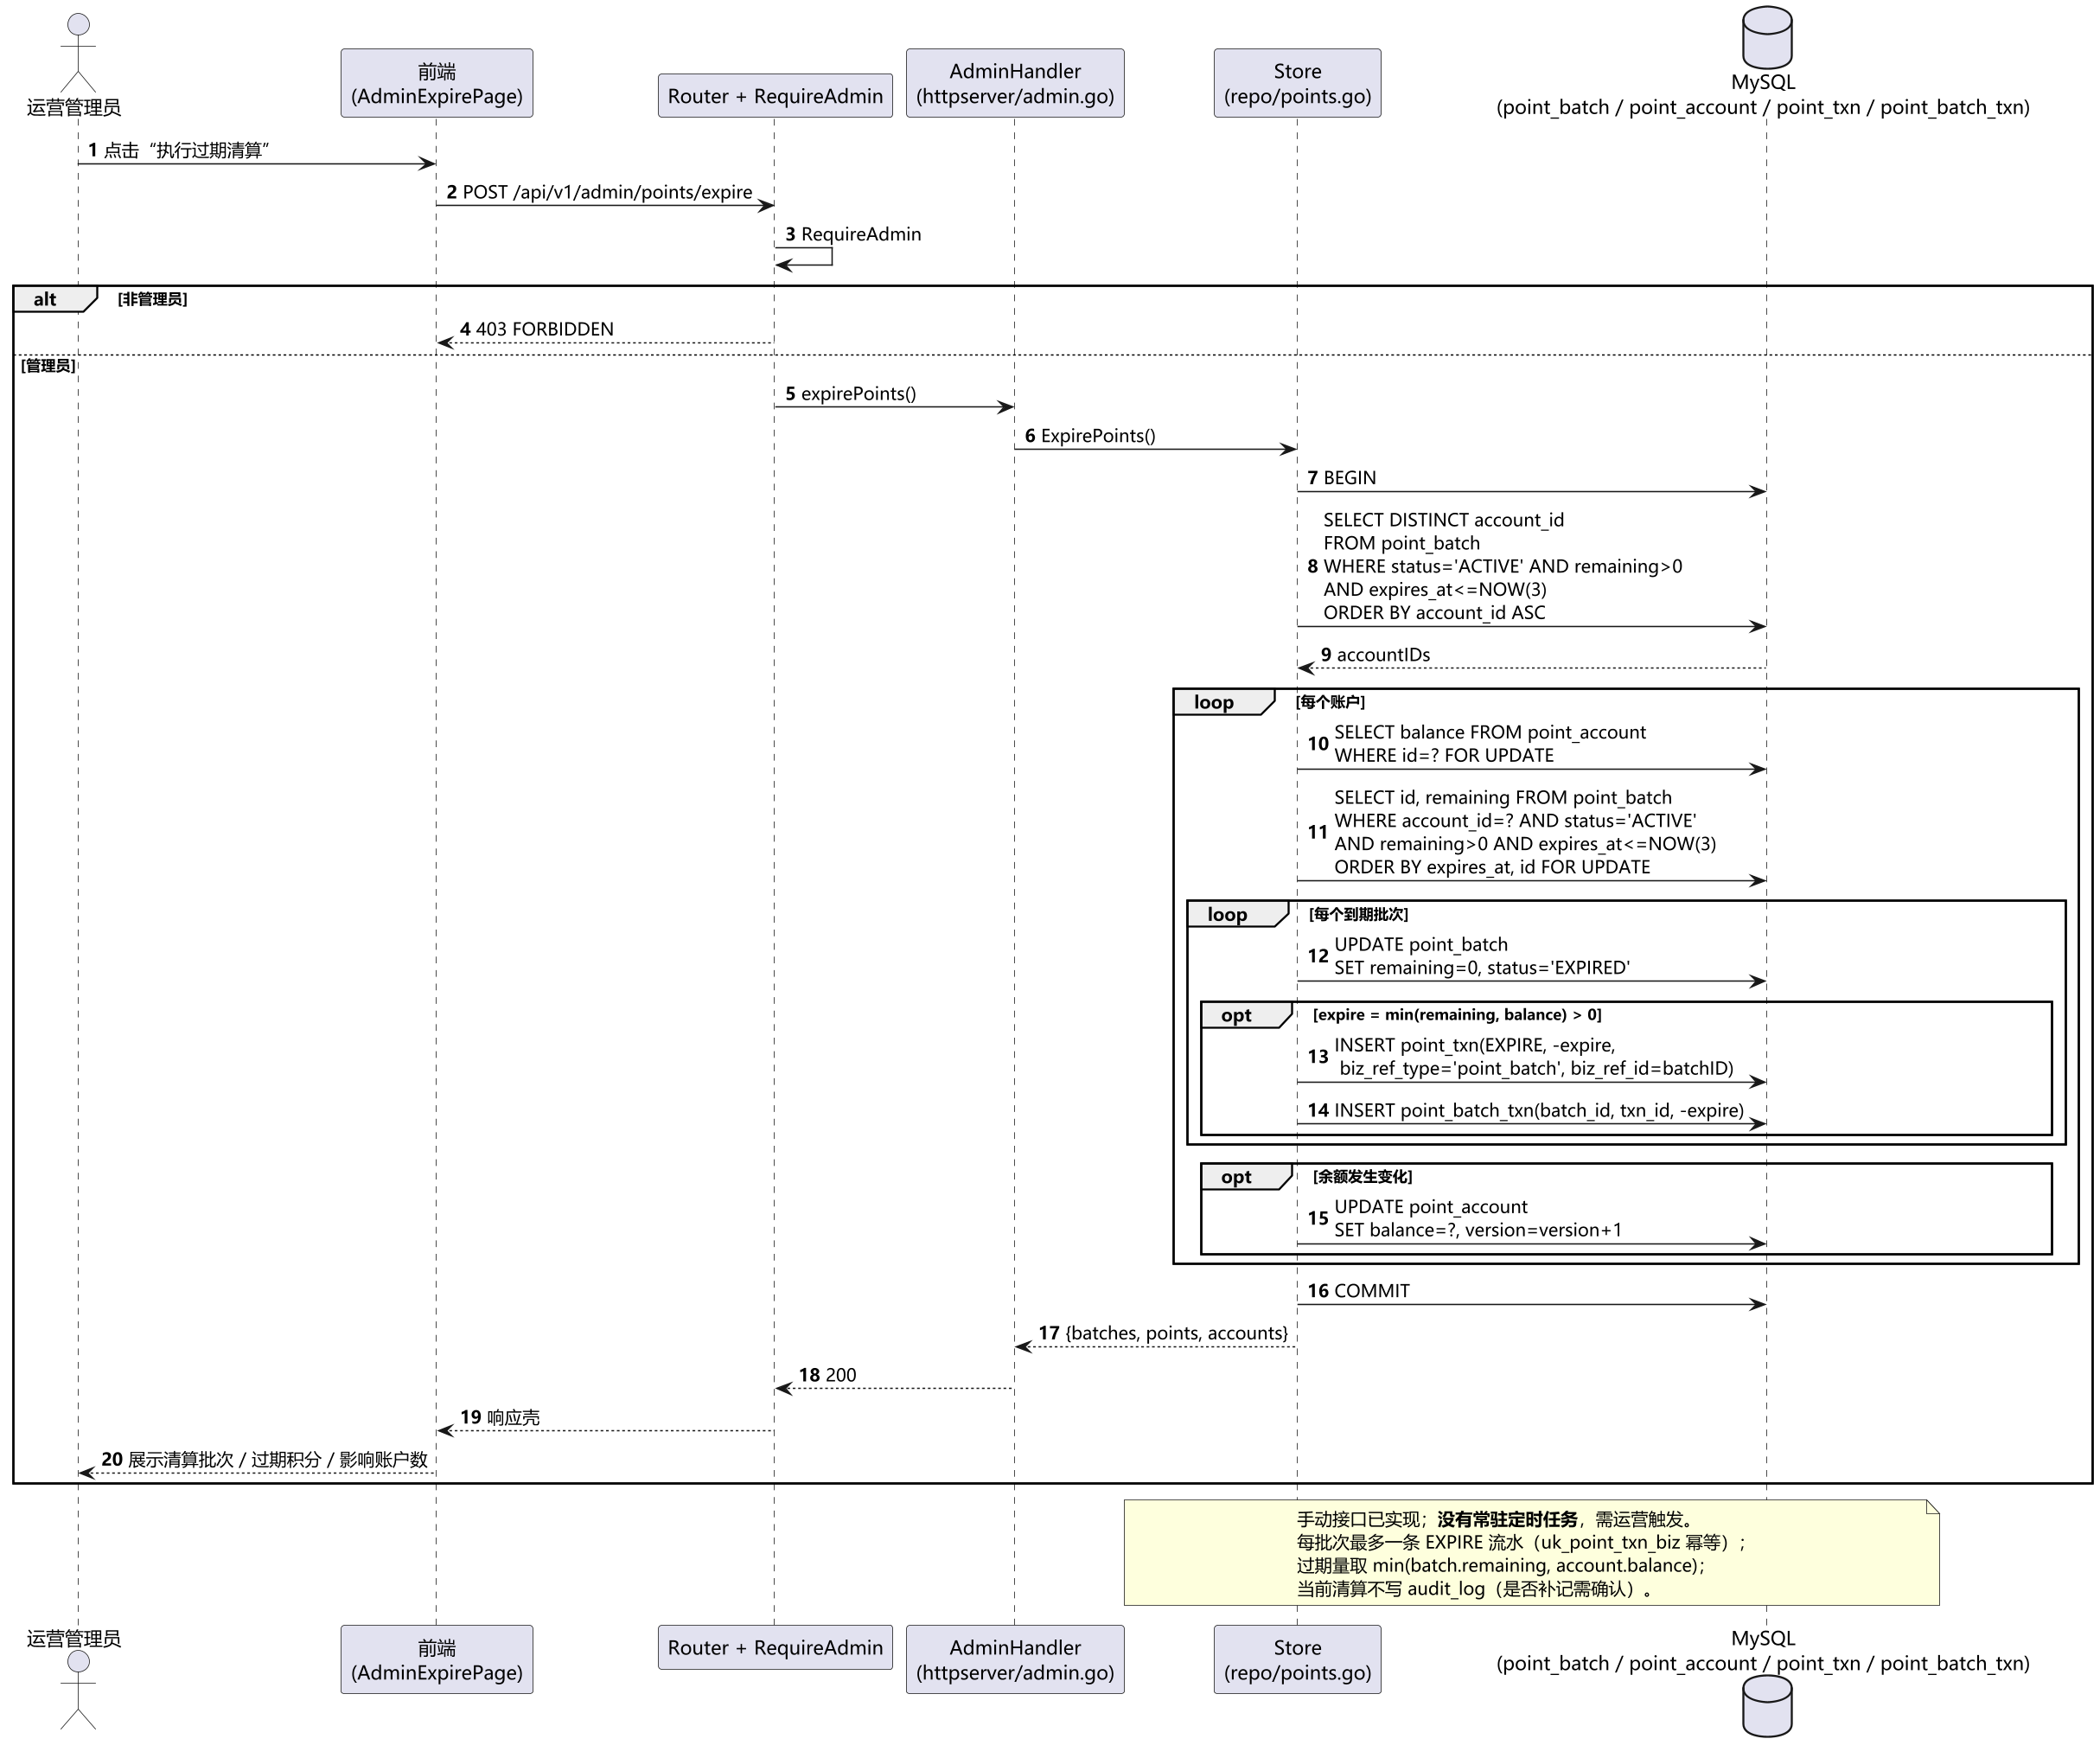 运营管理员
前端
(AdminExpirePage)
Router + RequireAdmin
AdminHandler
(httpserver/admin.go)
Store
(repo/points.go)
MySQL
(point_batch / point_account / point_txn / point_batch_txn)
1 点击“执行过期清算”
2 POST /api/v1/admin/points/expire
3 RequireAdmin
alt [非管理员]
4 403 FORBIDDEN
[管理员]
5 expirePoints()
6 ExpirePoints()
7 BEGIN
SELECT DISTINCT account_id
FROM point_batch
8 WHERE status='ACTIVE' AND remaining>0
AND expires_at<=NOW(3)
ORDER BY account_id ASC
9 accountIDs
loop [每个账户]
10 SELECT balance FROM point_account
WHERE id=? FOR UPDATE
SELECT id, remaining FROM point_batch
11 WHERE account_id=? AND status='ACTIVE'
AND remaining>0 AND expires_at<=NOW(3)
ORDER BY expires_at, id FOR UPDATE
loop [每个到期批次]
12 UPDATE point_batch
SET remaining=0, status='EXPIRED'
opt [expire = min(remaining, balance) > 0]
13 INSERT point_txn(EXPIRE, -expire,
biz_ref_type='point_batch', biz_ref_id=batchID)
14 INSERT point_batch_txn(batch_id, txn_id, -expire)
opt [余额发生变化]
15 UPDATE point_account
SET balance=?, version=version+1
16 COMMIT
17 {batches, points, accounts}
18 200
19 响应壳
20 展示清算批次 / 过期积分 / 影响账户数
手动接口已实现；没有常驻定时任务，需运营触发。
每批次最多一条 EXPIRE 流水（uk_point_txn_biz 幂等）；
过期量取 min(batch.remaining, account.balance)；
当前清算不写 audit_log（是否补记需确认）。
运营管理员
前端
(AdminExpirePage)
Router + RequireAdmin
AdminHandler
(httpserver/admin.go)
Store
(repo/points.go)
MySQL
(point_batch / point_account / point_txn / point_batch_txn)